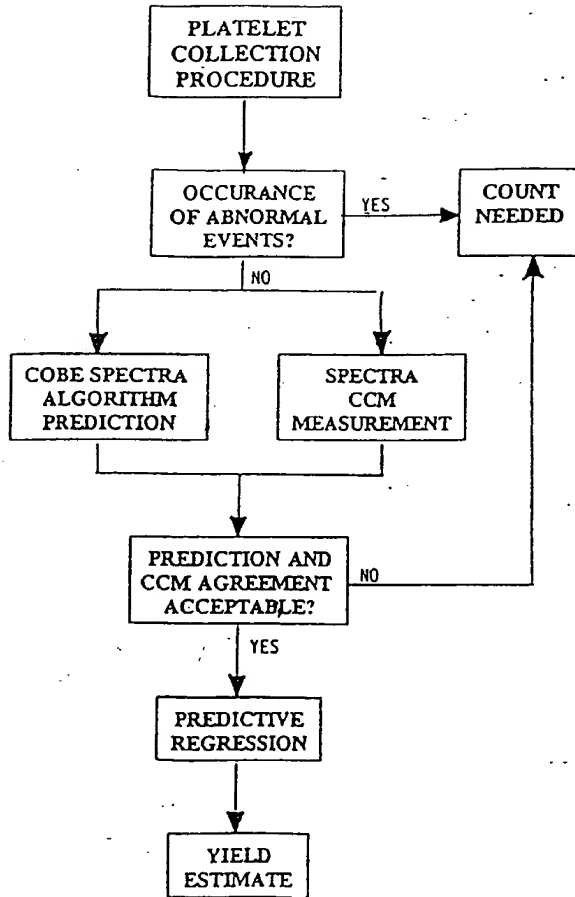 PLATELET
COLLECTION
PROCEDURE
OCCURANCE
OF ABNORMAL
EVENTS?
YES
COUNT
NEEDED
NO
COBE SPECTRA
ALGORITHM
PREDICTION
SPECTRA
CCM
MEASUREMENT
PREDICTION AND
CCM AGREEMENT
ACCEPTABLE?
NO
YES
PREDICTIVE
REGRESSION
YIELD
ESTIMATE